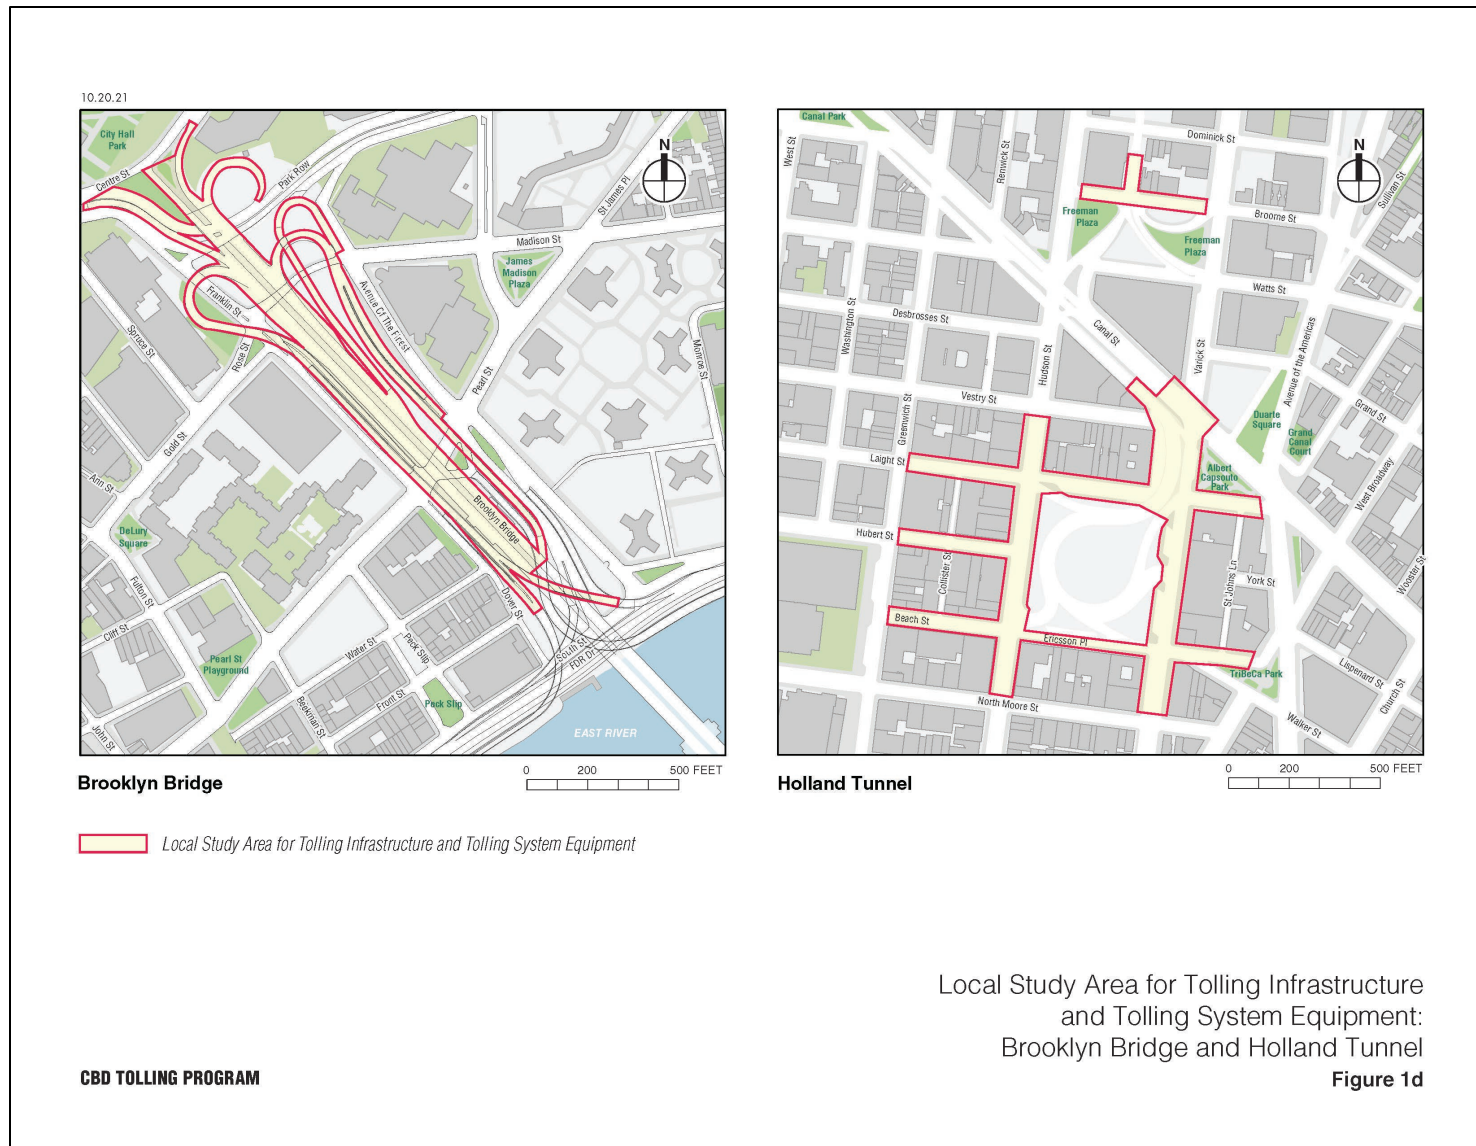 10.20.21
City Hall
Park
Centre St
Park Row
St James Pl
N
Madison St
James
Madison
Plaza
Avenue Of The Finest
Franklin St
Spruce St
Rose St
Pearl St
Monroe St
Gold St
Ann St
Brooklyn Bridge
DeLury
Square
Fulton St
Dover St
Cliff St
Water St
Peck Slip
South St
FDR Dr
Pearl St
Playground
Front St
Peck Slip
Beekman St
John St
EAST RIVER
Brooklyn Bridge
0 200 500 FEET
Canal Park
West St
Renwick St
Dominick St
N
Sullivan St
Freeman
Plaza
Broome St
Freeman
Plaza
Watts St
Washington St
Desbrosses St
Canal St
Hudson St
Varick St
Avenue of the Americas
Vestry St
Greenwich St
Grand St
Duarte
Square
Grand
Canal
Court
Laight St
Albert
Capsouto
Park
West Broadway
Hubert St
Collister St
St Johns Ln
York St
Wooster St
Beach St
Ericsson Pl
TriBeCa Park
Lispenard St
Church St
North Moore St
Walker St
Holland Tunnel
0 200 500 FEET
Local Study Area for Tolling Infrastructure and Tolling System Equipment
Local Study Area for Tolling Infrastructure
and Tolling System Equipment:
Brooklyn Bridge and Holland Tunnel
CBD TOLLING PROGRAM
Figure 1d